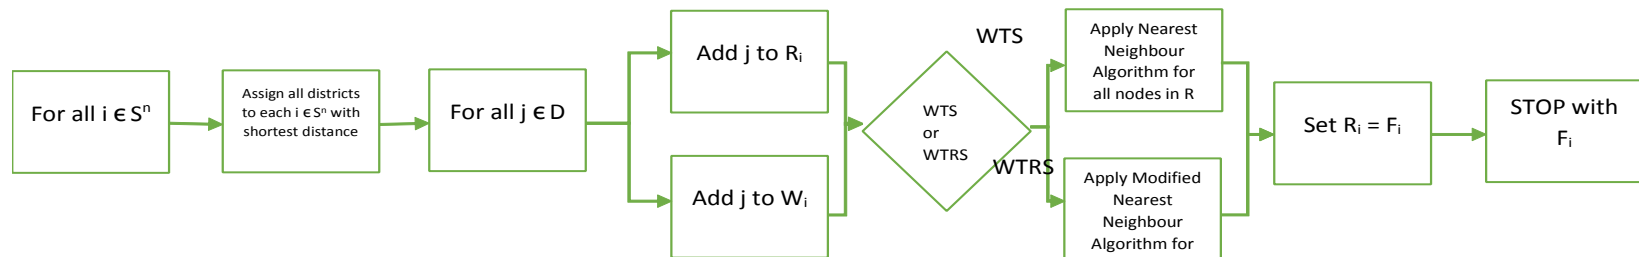 For all i ϵ Sⁿ
Assign all districts
to each i ϵ Sⁿ with
shortest distance
For all j ϵ D
Add j to Rᵢ
Add j to Wᵢ
WTS
or
WTRS
WTS
WTRS
Apply Nearest
Neighbour
Algorithm for
all nodes in R
Apply Modified
Nearest
Neighbour
Algorithm for
Set Rᵢ = Fᵢ
STOP with
Fᵢ